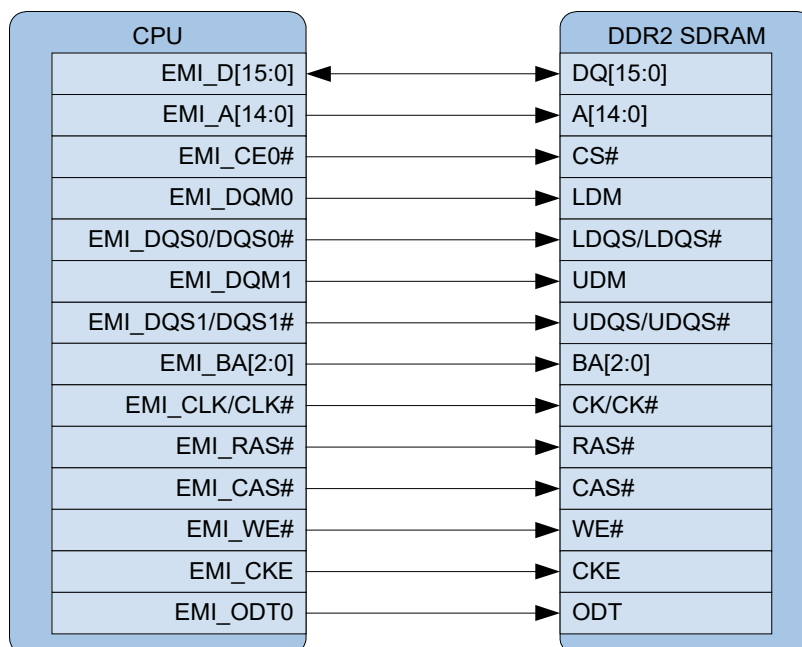 CPU DDR2 SDRAM
EMI_D[15:0] DQ[15:0]
EMI_A[14:0] A[14:0]
EMI_CE0# CS#
EMI_DQM0 LDM
EMI_DQS0/DQS0# LDQS/LDQS#
EMI_DQM1 UDM
EMI_DQS1/DQS1# UDQS/UDQS#
EMI_BA[2:0] BA[2:0]
EMI_CLK/CLK# CK/CK#
EMI_RAS# RAS#
EMI_CAS# CAS#
EMI_WE# WE#
EMI_CKE CKE
EMI_ODT0 ODT